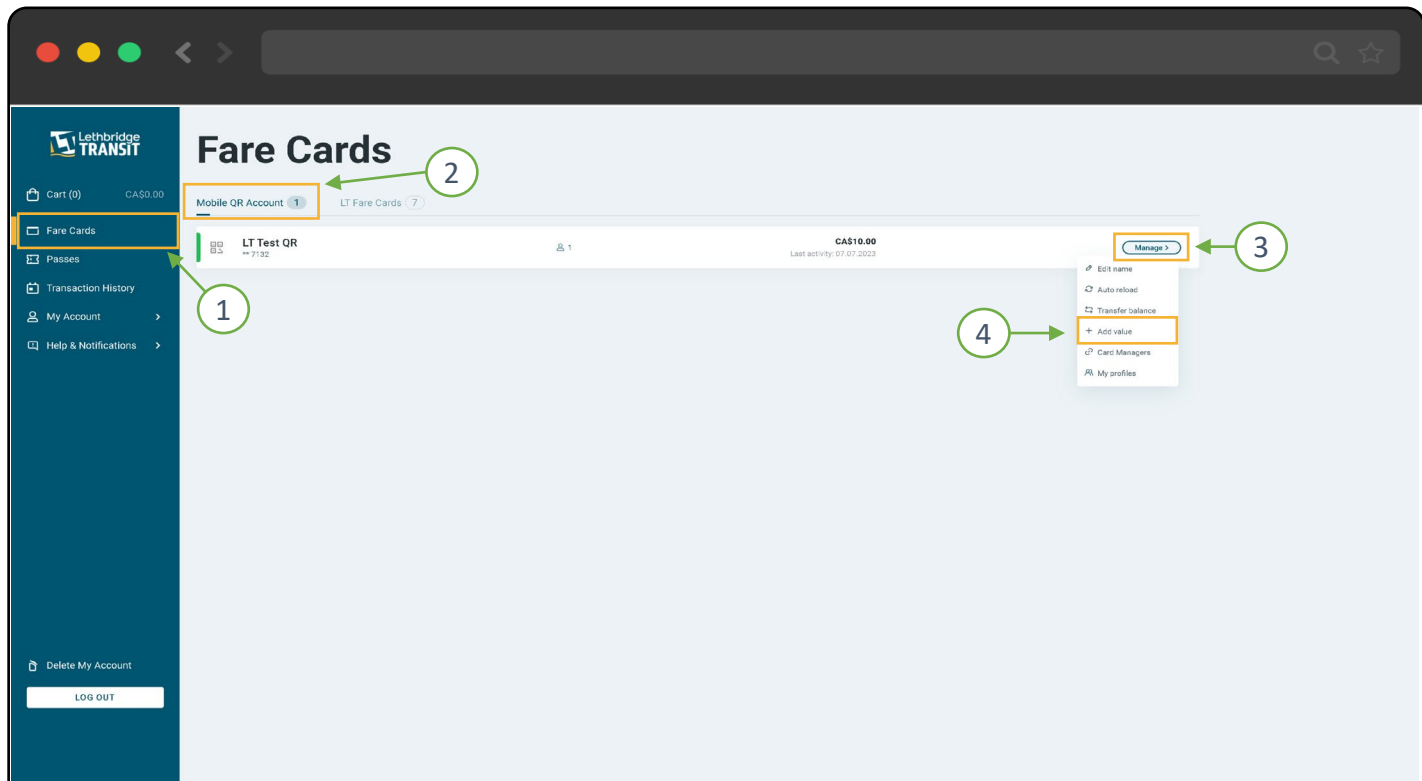 Lethbridge
TRANSIT
Cart (0) CA$0.00
Fare Cards
Passes
Transaction History
My Account
Help & Notifications
Delete My Account
LOG OUT
Fare Cards
Mobile QR Account 1 LT Fare Cards 7
LT Test QR
** 7132
1
CA$10.00
Last activity: 07.07.2023
Manage >
Edit name
Auto reload
Transfer balance
+ Add value
Card Managers
My profiles
1
2
3
4